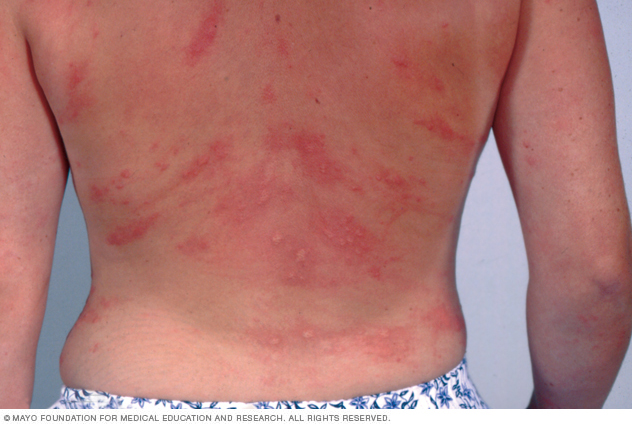 © MAYO FOUNDATION FOR MEDICAL EDUCATION AND RESEARCH. ALL RIGHTS RESERVED.